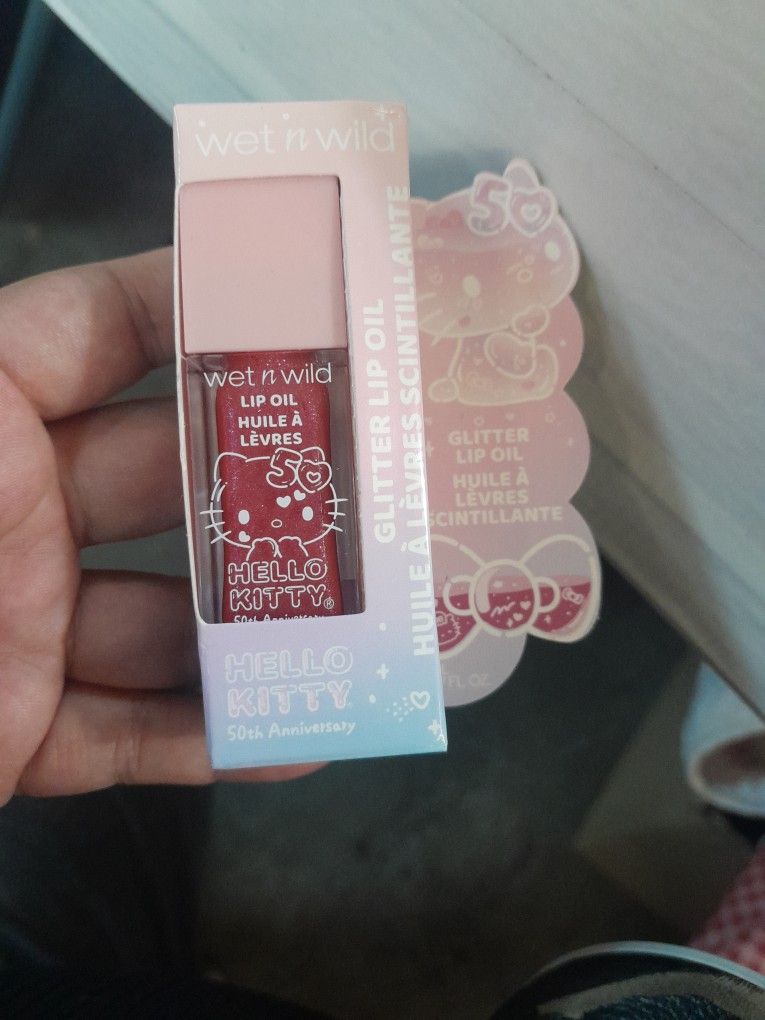 wet n wild
wet n wild
LIP OIL
HUILE À
LÈVRES
50
HELLO
KITTY®
50th Anniversary
HELLO
KITTY
50th Anniversary
GLITTER LIP OIL
HUILE À LÈVRES SCINTILLANTE
50
GLITTER
LIP OIL
HUILE À
LÈVRES
SCINTILLANTE
FL OZ